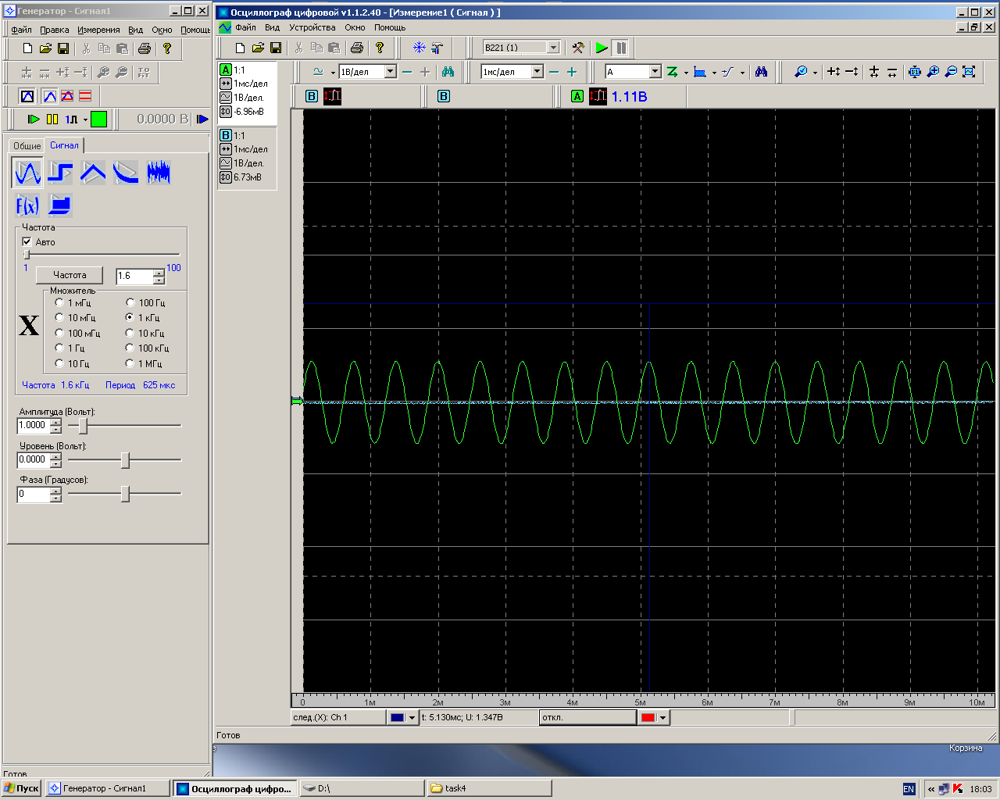 Генератор - Сигнал1
Файл Правка Измерения Вид Окно Помощь
0.0000 В
Общие Сигнал
F(x)
Частота
Авто
1 100
Частота 1.6
Множитель
X
1 мГц 100 Гц
10 мГц 1 кГц
100 мГц 10 кГц
1 Гц 100 кГц
10 Гц 1 МГц
Частота 1.6 кГц Период 625 мкс
Амплитуда (Вольт):
1.0000
Уровень (Вольт):
0.0000
Фаза (Градусов):
0
Готов
Осциллограф цифровой v1.1.2.40 - [Измерение1 ( Сигнал ) ]
Файл Вид Устройства Окно Помощь
B221 (1)
1В/дел 1мс/дел A
B B A 1.11В
A 1:1
1мс/дел
1В/дел.
-6.96мВ
B 1:1
1мс/дел
1В/дел.
6.73мВ
0 1м 2м 3м 4м 5м 6м 7м 8м 9м 10м
след.(X): Ch 1 t: 5.130мс; U: 1.347В откл.
Готов
Корзина
Пуск Генератор - Сигнал1 Осциллограф цифро... D:\ task4 EN « 18:03